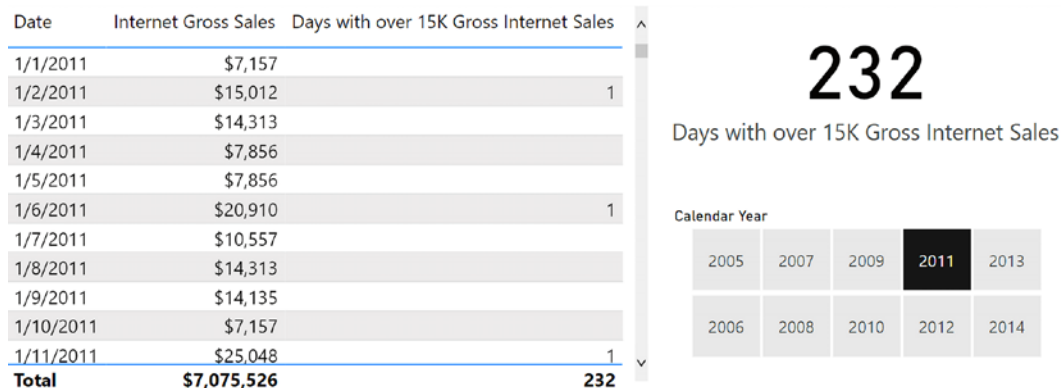 Date Internet Gross Sales Days with over 15K Gross Internet Sales
1/1/2011 $7,157
1/2/2011 $15,012 1
1/3/2011 $14,313
1/4/2011 $7,856
1/5/2011 $7,856
1/6/2011 $20,910 1
1/7/2011 $10,557
1/8/2011 $14,313
1/9/2011 $14,135
1/10/2011 $7,157
1/11/2011 $25,048 1
Total $7,075,526 232
232
Days with over 15K Gross Internet Sales
Calendar Year
2005 2007 2009 2011 2013
2006 2008 2010 2012 2014